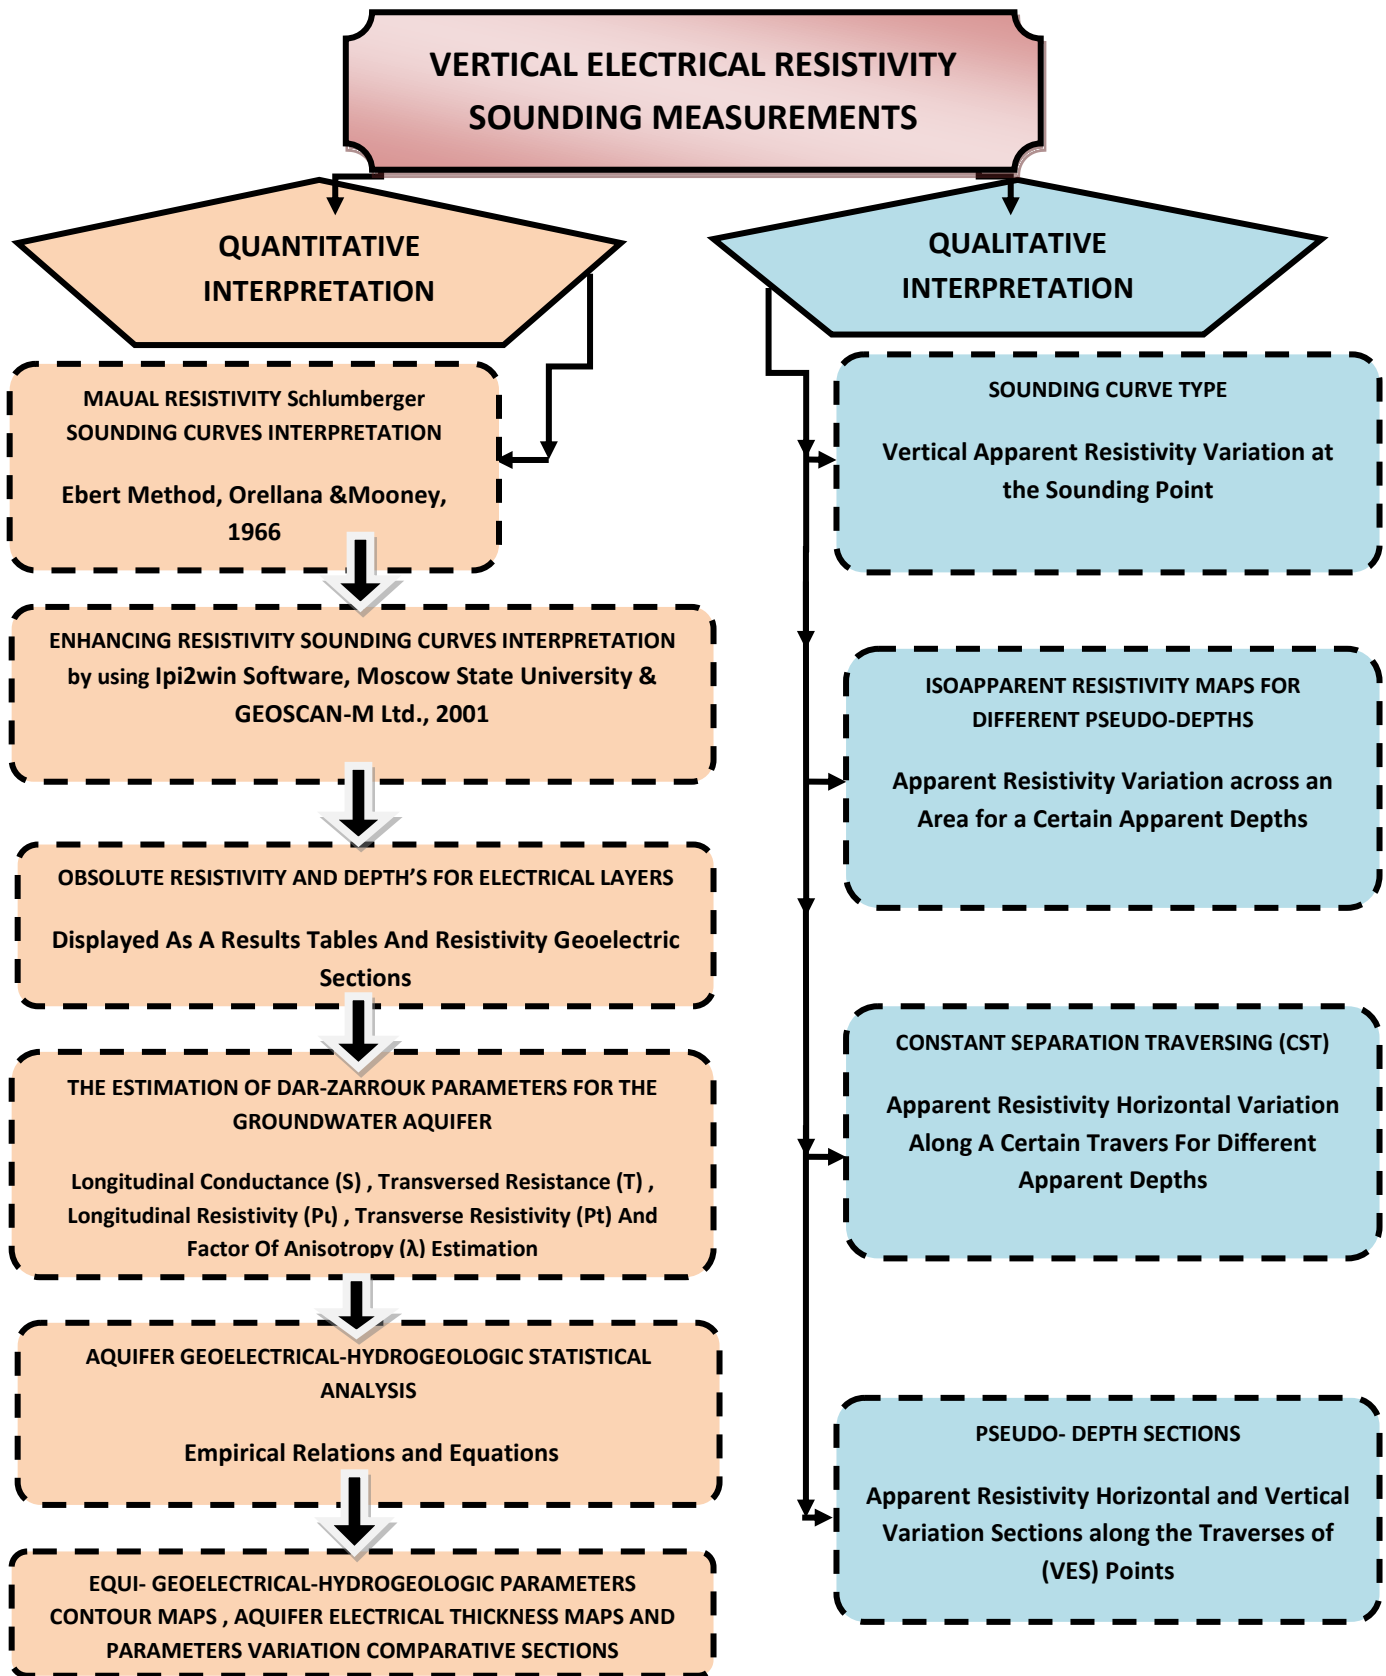 VERTICAL ELECTRICAL RESISTIVITY
SOUNDING MEASUREMENTS
QUANTITATIVE
INTERPRETATION
MAUAL RESISTIVITY Schlumberger
SOUNDING CURVES INTERPRETATION
Ebert Method, Orellana &Mooney,
1966
ENHANCING RESISTIVITY SOUNDING CURVES INTERPRETATION
by using Ipi2win Software, Moscow State University &
GEOSCAN-M Ltd., 2001
OBSOLUTE RESISTIVITY AND DEPTH’S FOR ELECTRICAL LAYERS
Displayed As A Results Tables And Resistivity Geoelectric
Sections
THE ESTIMATION OF DAR-ZARROUK PARAMETERS FOR THE
GROUNDWATER AQUIFER
Longitudinal Conductance (S) , Transversed Resistance (T) ,
Longitudinal Resistivity (Pι) , Transverse Resistivity (Pt) And
Factor Of Anisotropy (λ) Estimation
AQUIFER GEOELECTRICAL-HYDROGEOLOGIC STATISTICAL
ANALYSIS
Empirical Relations and Equations
EQUI- GEOELECTRICAL-HYDROGEOLOGIC PARAMETERS
CONTOUR MAPS , AQUIFER ELECTRICAL THICKNESS MAPS AND
PARAMETERS VARIATION COMPARATIVE SECTIONS
QUALITATIVE
INTERPRETATION
SOUNDING CURVE TYPE
Vertical Apparent Resistivity Variation at
the Sounding Point
ISOAPPARENT RESISTIVITY MAPS FOR
DIFFERENT PSEUDO-DEPTHS
Apparent Resistivity Variation across an
Area for a Certain Apparent Depths
CONSTANT SEPARATION TRAVERSING (CST)
Apparent Resistivity Horizontal Variation
Along A Certain Travers For Different
Apparent Depths
PSEUDO- DEPTH SECTIONS
Apparent Resistivity Horizontal and Vertical
Variation Sections along the Traverses of
(VES) Points